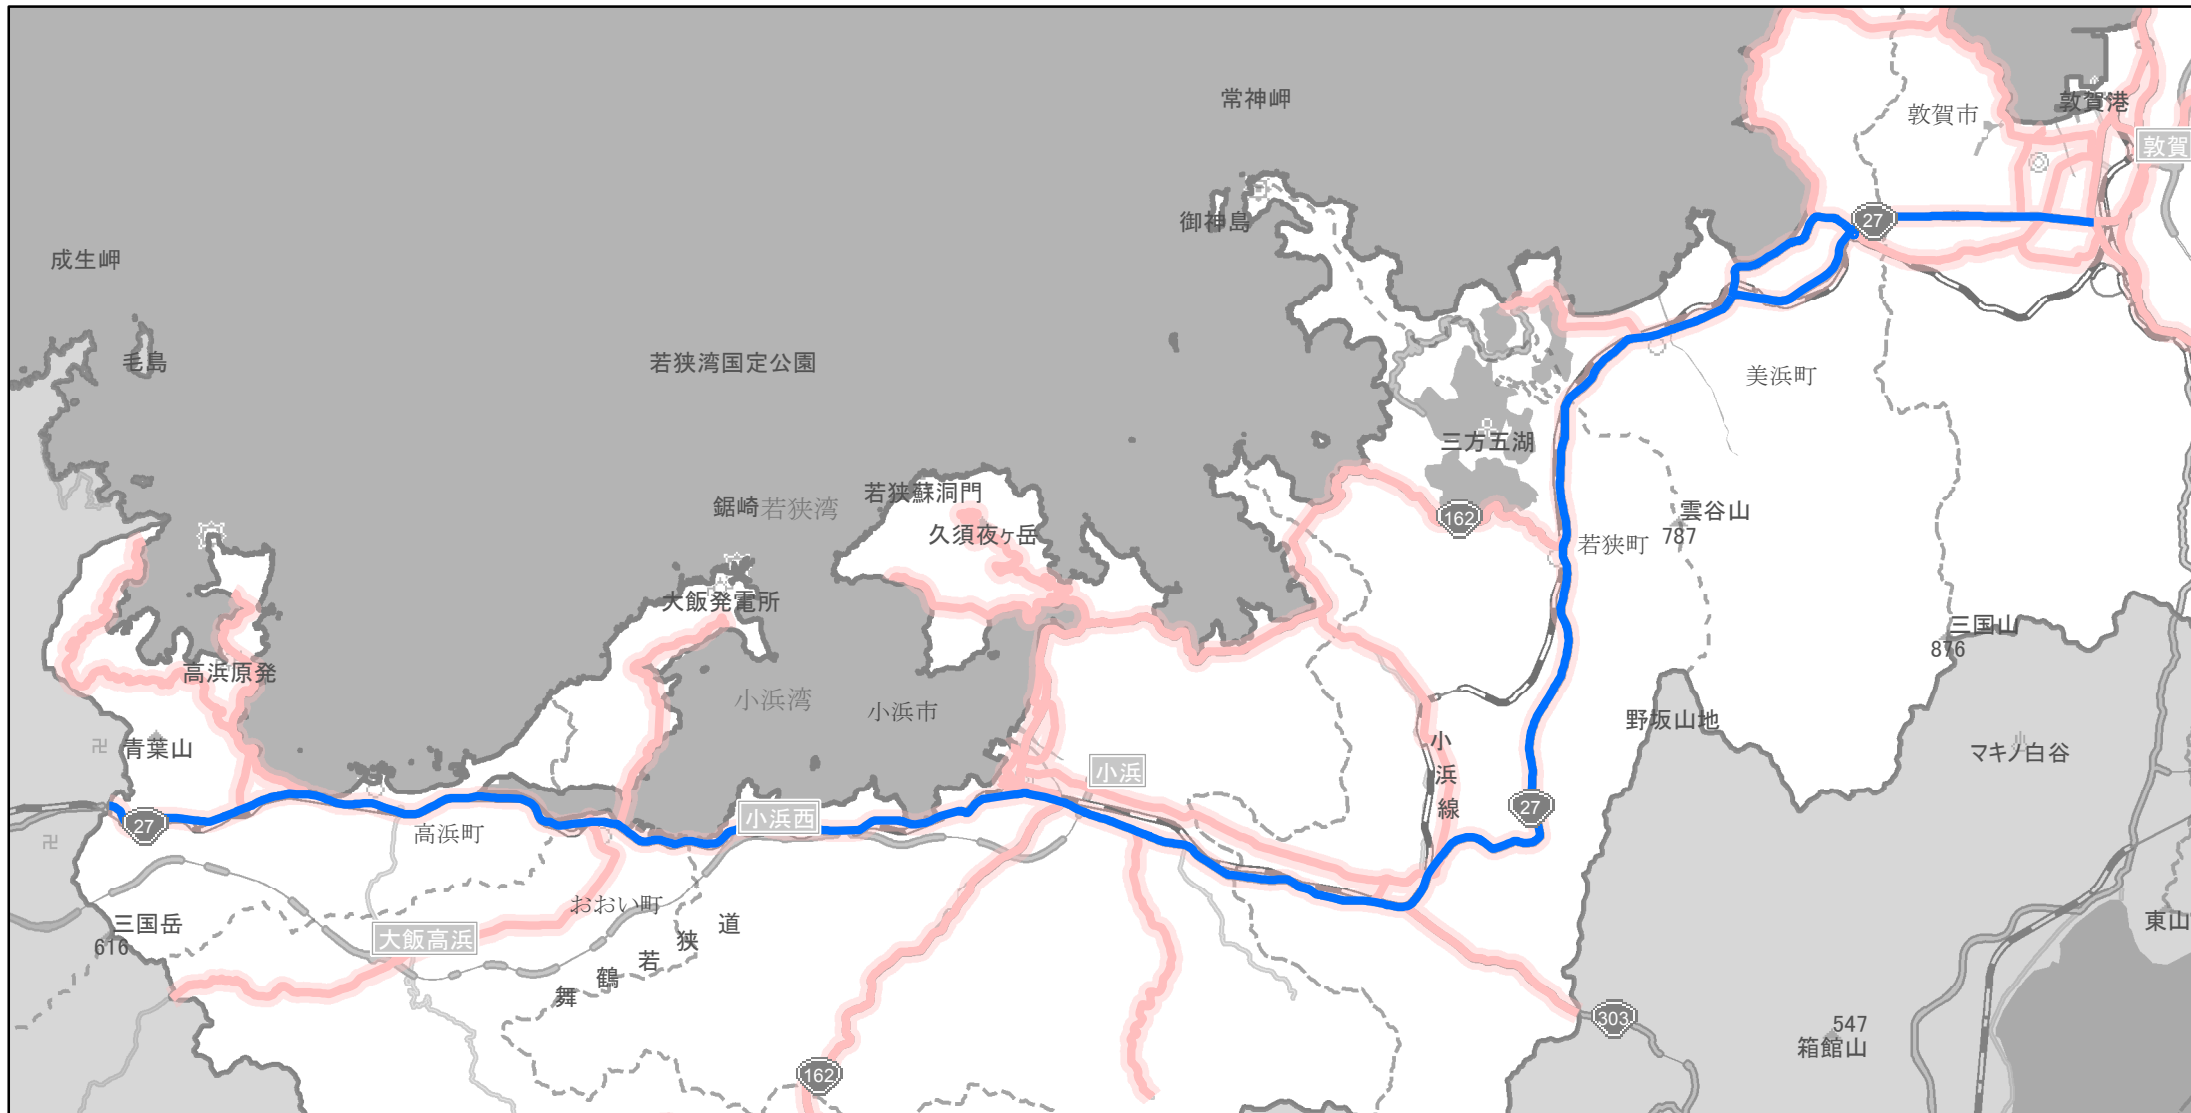 常神岬
敦賀港
敦賀市
敦賀
御神島
27
成生岬
毛島
若狭湾国定公園
美浜町
三方五湖
若狭蘇洞門
鋸崎
若狭湾
162
雲谷山
787
久須夜ヶ岳
若狭町
大飯発電所
三国山
876
高浜原発
小浜湾
小浜市
野坂山地
青葉山
小浜線
マキノ白谷
小浜
27
小浜西
27
高浜町
おおい町
三国岳
616
大飯高浜
舞鶴若狭道
東山
303
547
箱館山
162